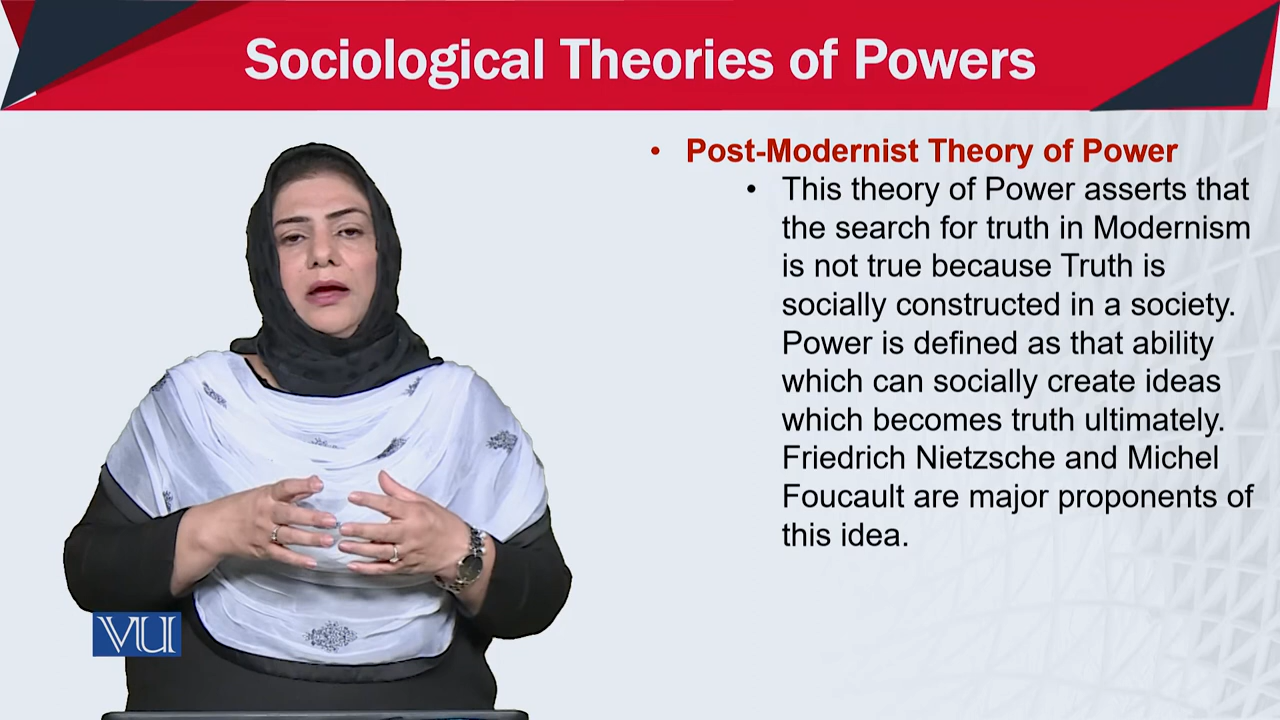 Sociological Theories of Powers
• Post-Modernist Theory of Power
• This theory of Power asserts that
the search for truth in Modernism
is not true because Truth is
socially constructed in a society.
Power is defined as that ability
which can socially create ideas
which becomes truth ultimately.
Friedrich Nietzsche and Michel
Foucault are major proponents of
this idea.
VU